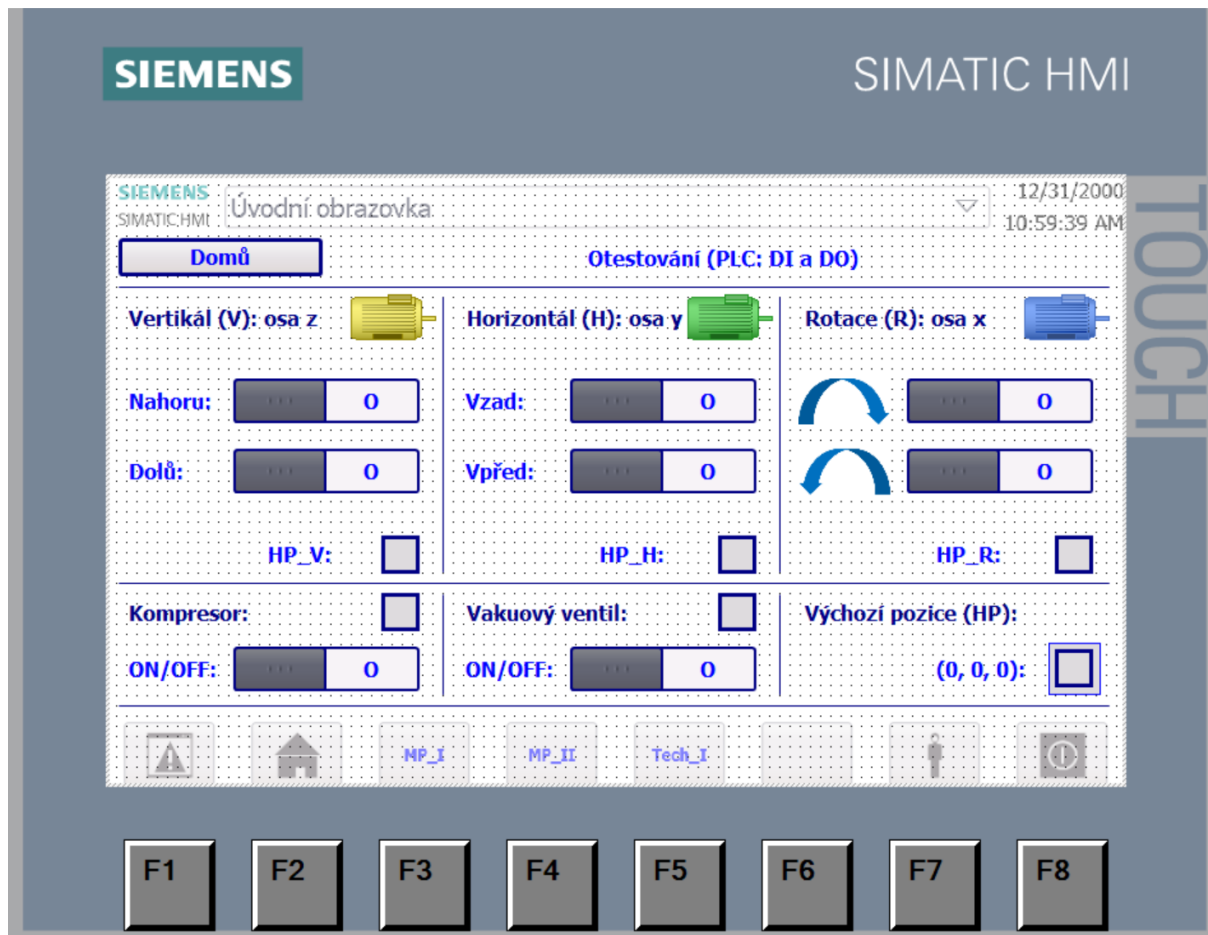 SIEMENS
SIMATIC HMI
TOUCH
SIEMENS
SIMATIC HMI
Úvodní obrazovka
12/31/2000
10:59:39 AM
Domů
Otestování (PLC: DI a DO)
Vertikál (V): osa z
Horizontál (H): osa y
Rotace (R): osa x
Nahoru: 0
Vzad: 0
0
Dolů: 0
Vpřed: 0
0
HP_V:
HP_H:
HP_R:
Kompresor:
Vakuový ventil:
Výchozí pozice (HP):
ON/OFF: 0
ON/OFF: 0
(0, 0, 0):
MP_I
MP_II
Tech_I
F1
F2
F3
F4
F5
F6
F7
F8